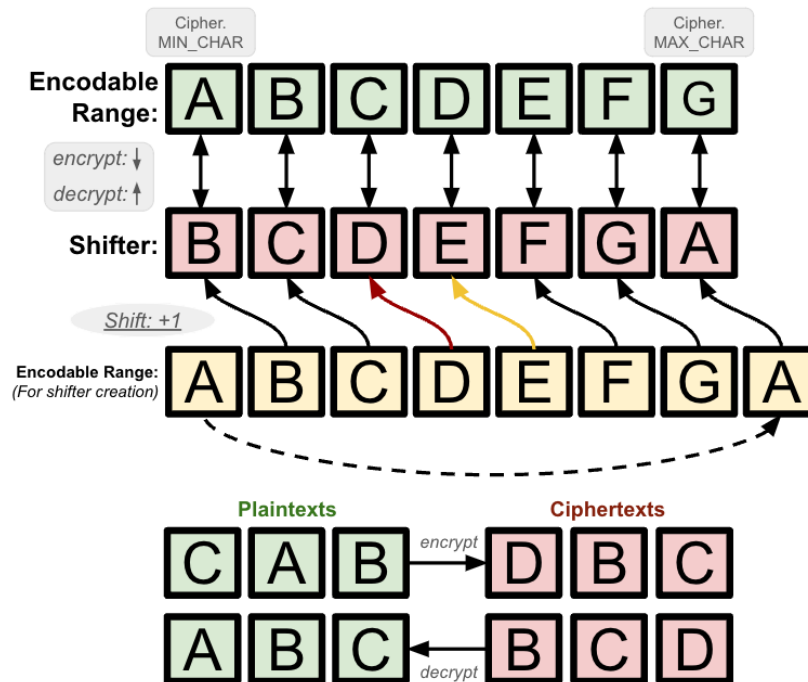 Cipher.
MIN_CHAR
Cipher.
MAX_CHAR
Encodable
Range:
A B C D E F G
encrypt: ↓
decrypt: ↑
Shifter:
B C D E F G A
Shift: +1
Encodable Range:
(For shifter creation)
A B C D E F G A
Plaintexts
Ciphertexts
C A B encrypt D B C
A B C decrypt B C D